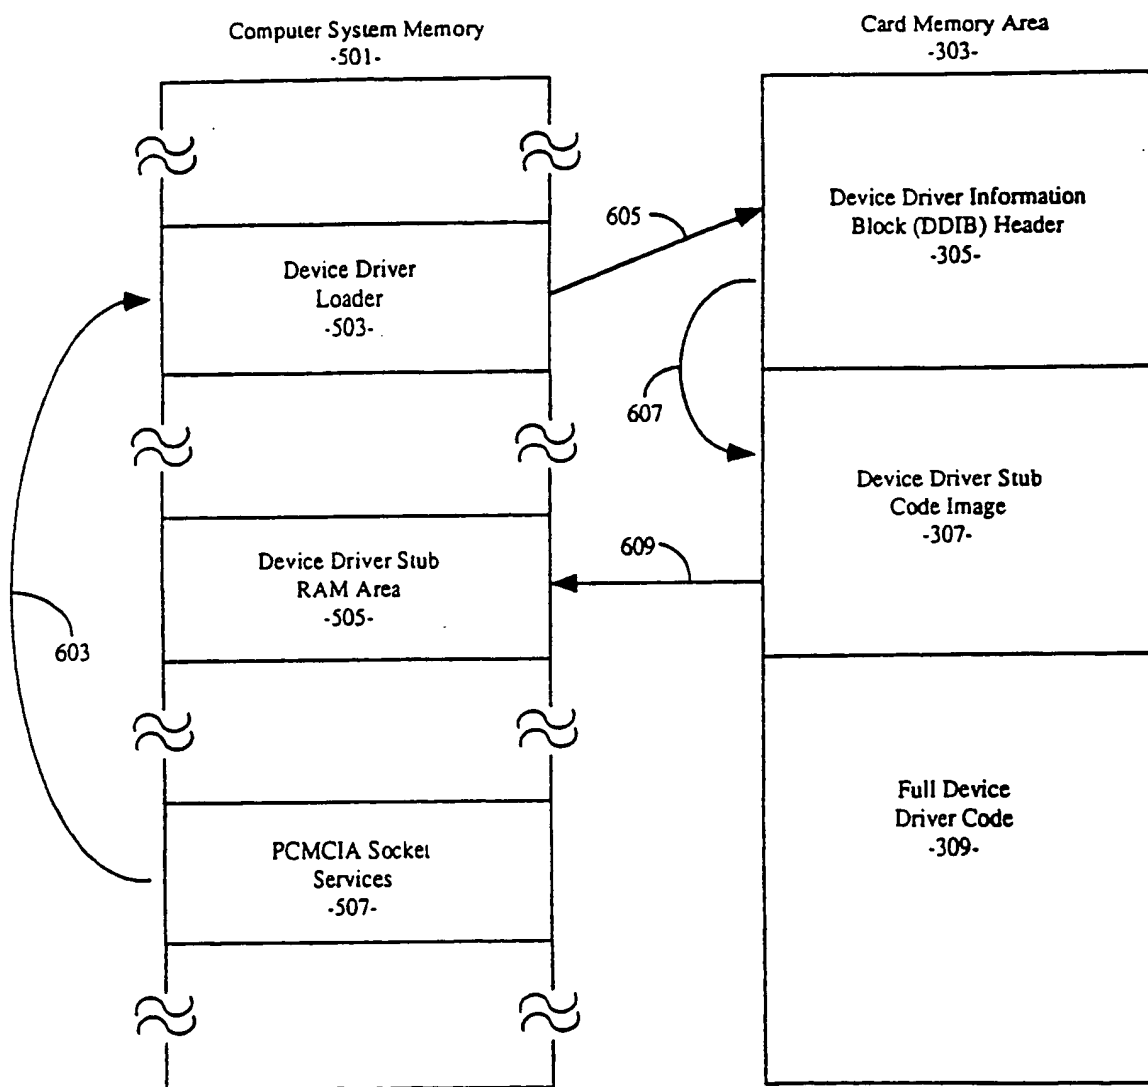 Computer System Memory
-501-
Card Memory Area
-303-
605
Device Driver Information
Block (DDIB) Header
-305-
Device Driver
Loader
-503-
607
Device Driver Stub
Code Image
-307-
609
Device Driver Stub
RAM Area
-505-
603
Full Device
Driver Code
-309-
PCMCIA Socket
Services
-507-